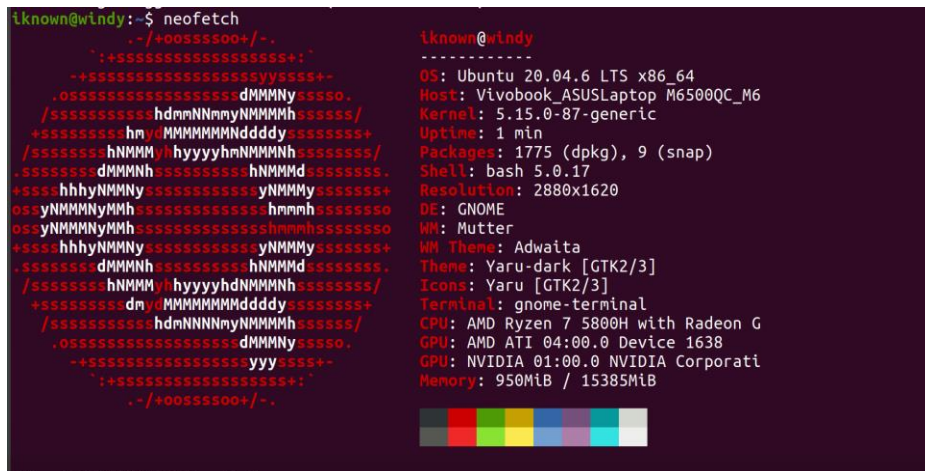 iknown@windy:~$ neofetch
iknown@windy
------------
OS: Ubuntu 20.04.6 LTS x86_64
Host: Vivobook_ASUSLaptop M6500QC_M6
Kernel: 5.15.0-87-generic
Uptime: 1 min
Packages: 1775 (dpkg), 9 (snap)
Shell: bash 5.0.17
Resolution: 2880x1620
DE: GNOME
WM: Mutter
WM Theme: Adwaita
Theme: Yaru-dark [GTK2/3]
Icons: Yaru [GTK2/3]
Terminal: gnome-terminal
CPU: AMD Ryzen 7 5800H with Radeon G
GPU: AMD ATI 04:00.0 Device 1638
GPU: NVIDIA 01:00.0 NVIDIA Corporati
Memory: 950MiB / 15385MiB